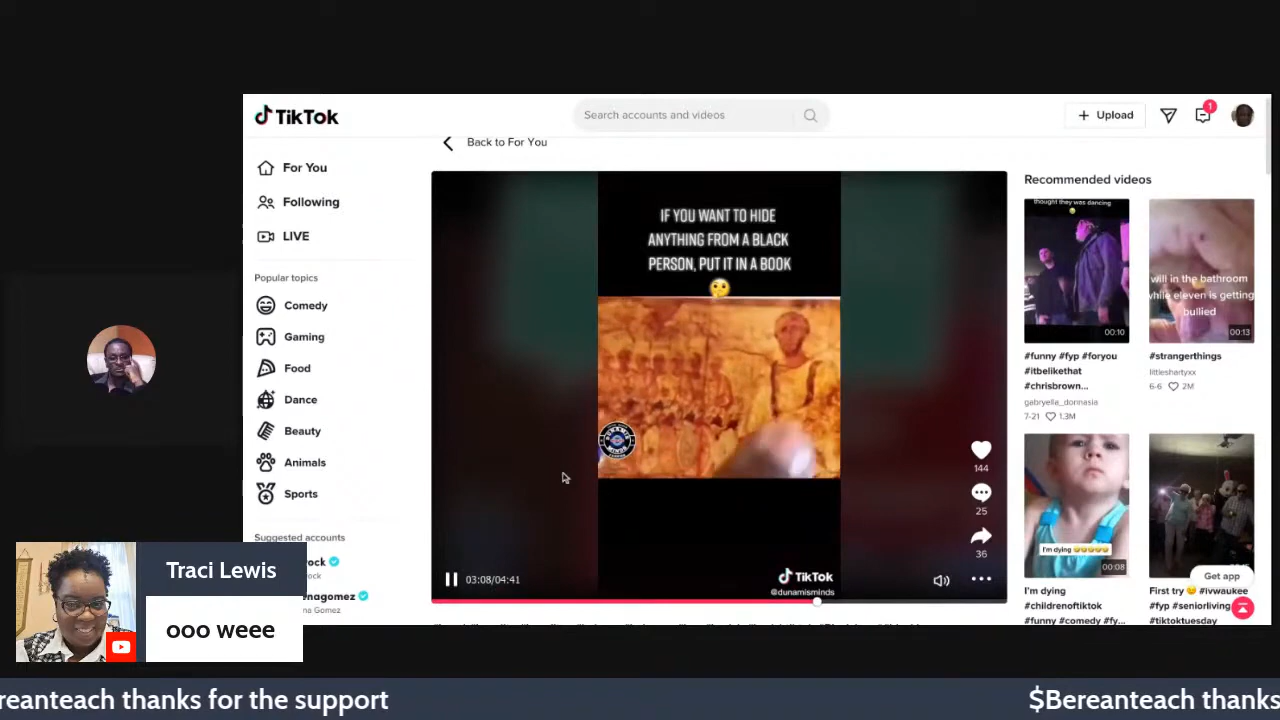 TikTok
Search accounts and videos
Upload
1
Back to For You
For You
Following
LIVE
Popular topics
Comedy
Gaming
Food
Dance
Beauty
Animals
Sports
Suggested accounts
IF YOU WANT TO HIDE
ANYTHING FROM A BLACK
PERSON, PUT IT IN A BOOK
144
25
36
03:08/04:41
TikTok
@dunamisminds
Recommended videos
thought they was dancing
00:10
#funny #fyp #foryou
#itbelikethat
#chrisbrown...
gabryella_donnasia
7-21 1.3M
will in the bathroom
while eleven is getting
bullied
00:13
#strangerthings
littleshartyxx
6-6 2M
I'm dying
00:08
I'm dying
#childrenoftiktok
#funny #comedy #fy...
Get app
First try #lvwaukee
#fyp #seniorliving
#tiktoktuesday
Traci Lewis
ooo weee
reanteach thanks for the support
$Bereanteach thanks